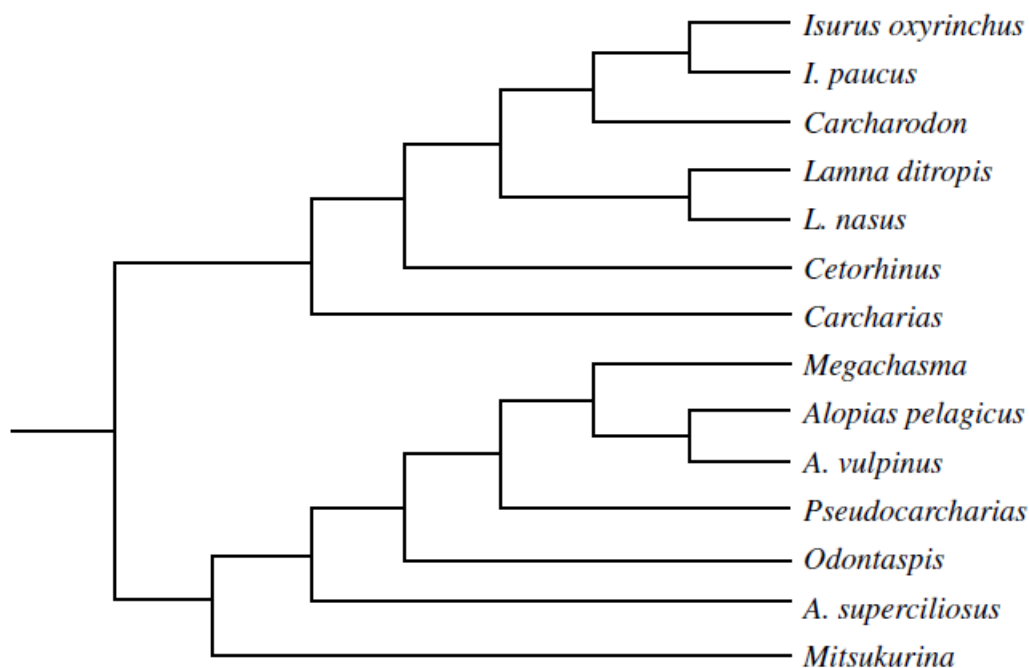 Isurus oxyrinchus
I. paucus
Carcharodon
Lamna ditropis
L. nasus
Cetorhinus
Carcharias
Megachasma
Alopias pelagicus
A. vulpinus
Pseudocarcharias
Odontaspis
A. superciliosus
Mitsukurina